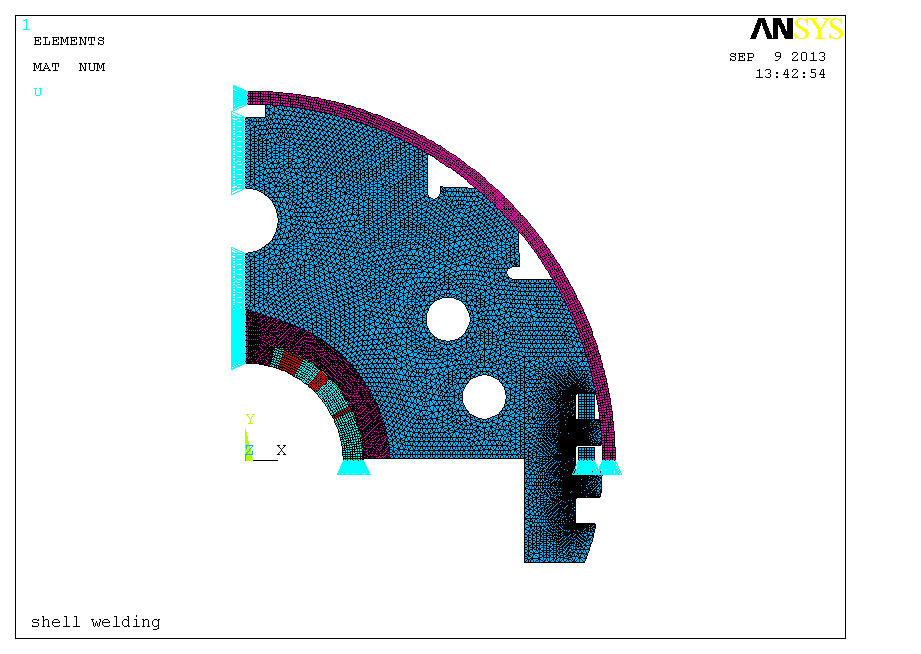 1
ELEMENTS
MAT NUM
U
ANSYS
SEP 9 2013
13:42:54
Y
Z X
shell welding